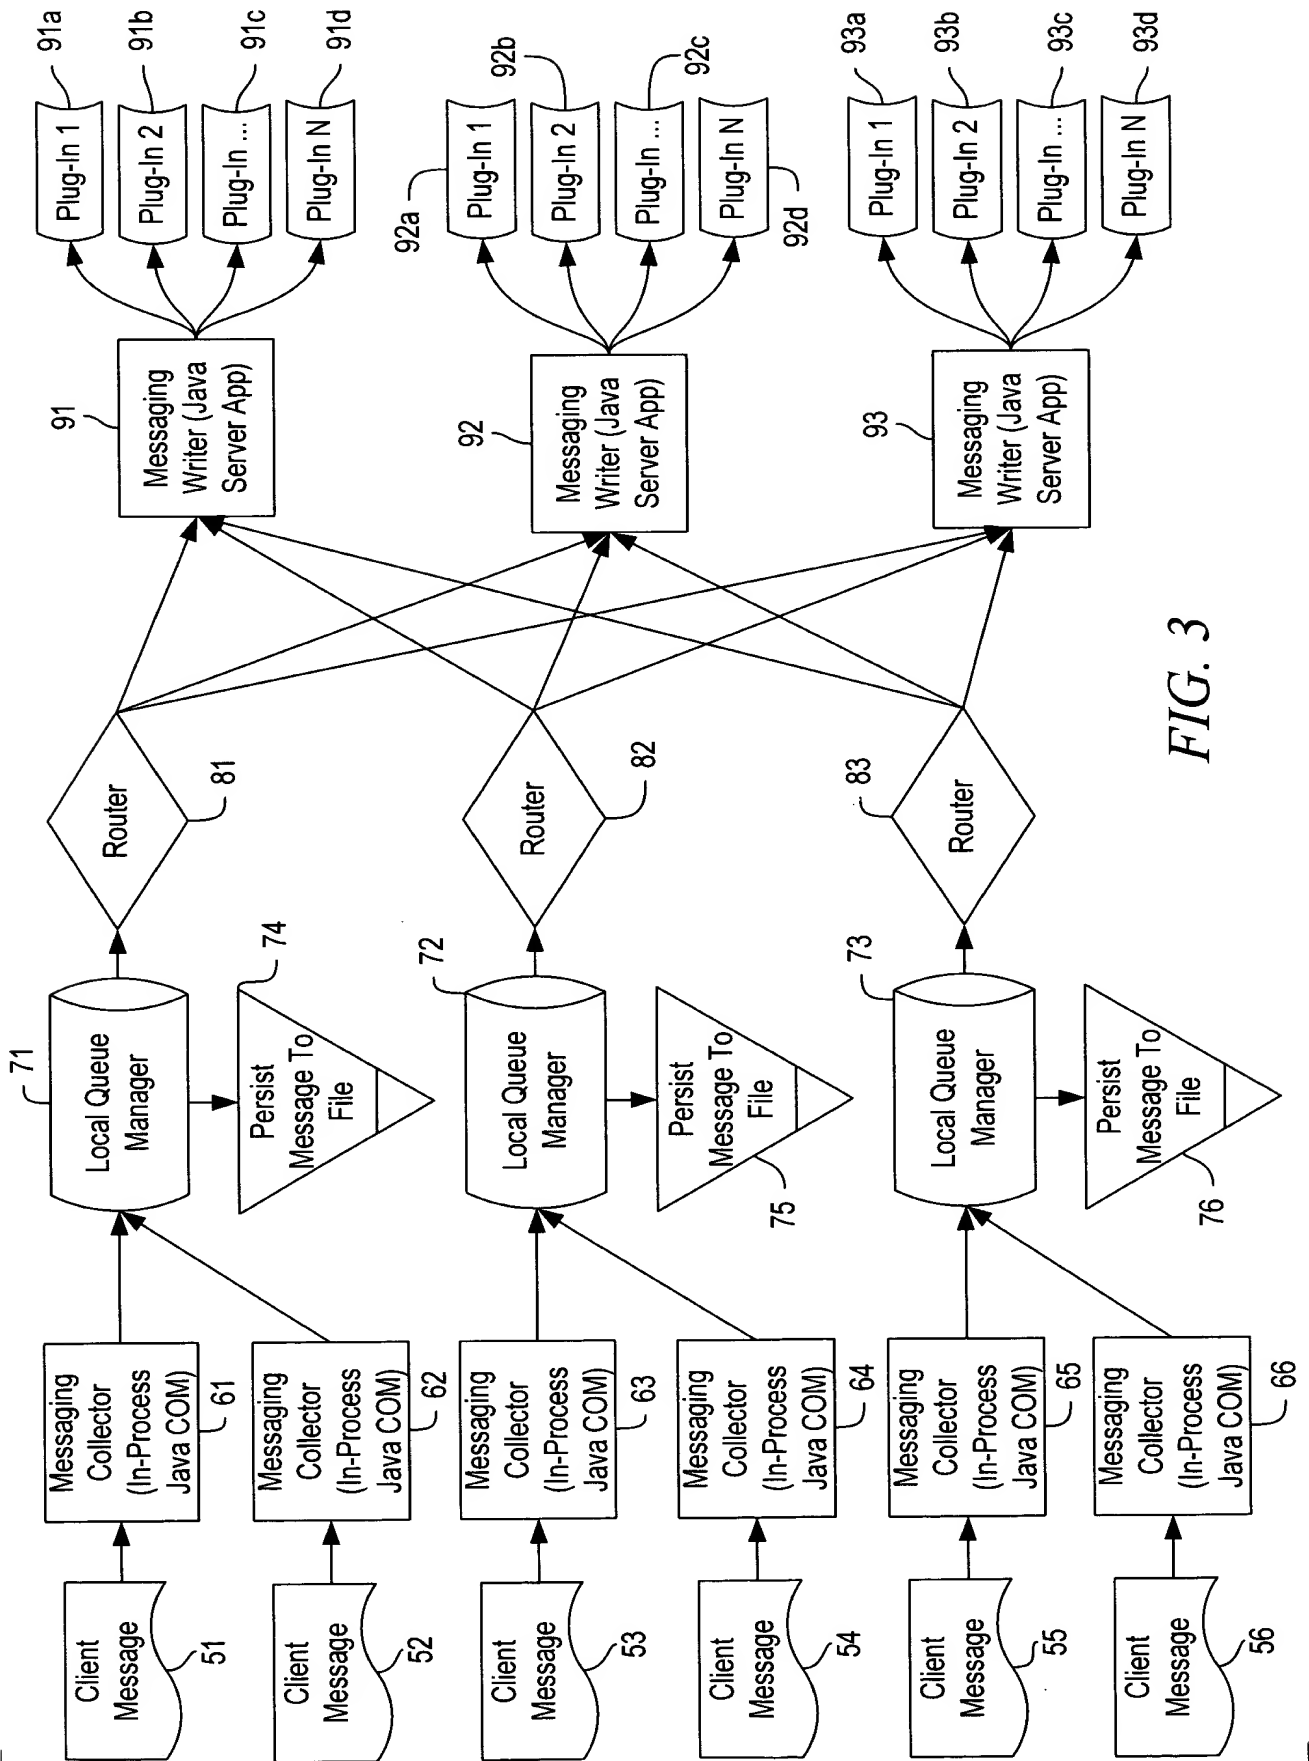 51
Client
Message
61
Messaging
Collector
(In-Process
Java COM)
52
Client
Message
62
Messaging
Collector
(In-Process
Java COM)
71
Local Queue
Manager
74
Persist
Message To
File
Router
81
91
Messaging
Writer (Java
Server App)
Plug-In 1
91a
Plug-In 2
91b
Plug-In ...
91c
Plug-In N
91d
53
Client
Message
63
Messaging
Collector
(In-Process
Java COM)
54
Client
Message
64
Messaging
Collector
(In-Process
Java COM)
72
Local Queue
Manager
75
Persist
Message To
File
Router
82
92
Messaging
Writer (Java
Server App)
92a
Plug-In 1
Plug-In 2
92b
Plug-In ...
92c
Plug-In N
92d
55
Client
Message
65
Messaging
Collector
(In-Process
Java COM)
56
Client
Message
66
Messaging
Collector
(In-Process
Java COM)
73
Local Queue
Manager
76
Persist
Message To
File
83
Router
93
Messaging
Writer (Java
Server App)
Plug-In 1
93a
Plug-In 2
93b
Plug-In ...
93c
Plug-In N
93d
FIG. 3